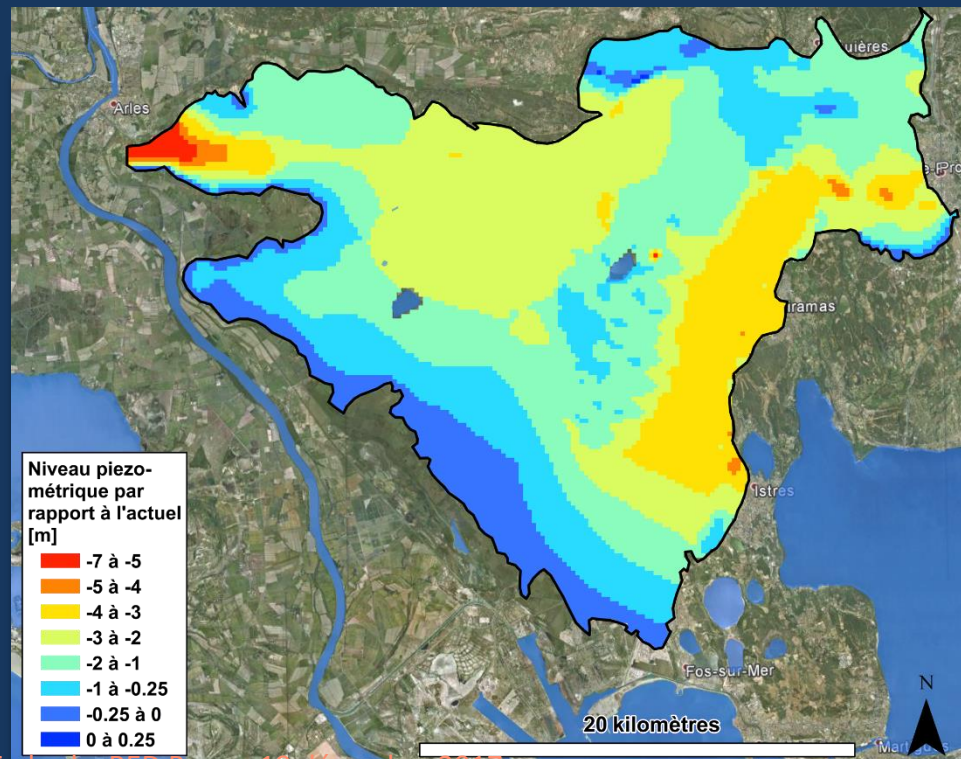 Arles
Istres
Fos-sur-Mer
Niveau piezo-
métrique par
rapport à l'actuel
[m]
-7 à -5
-5 à -4
-4 à -3
-3 à -2
-2 à -1
-1 à -0.25
-0.25 à 0
0 à 0.25
N
20 kilomètres